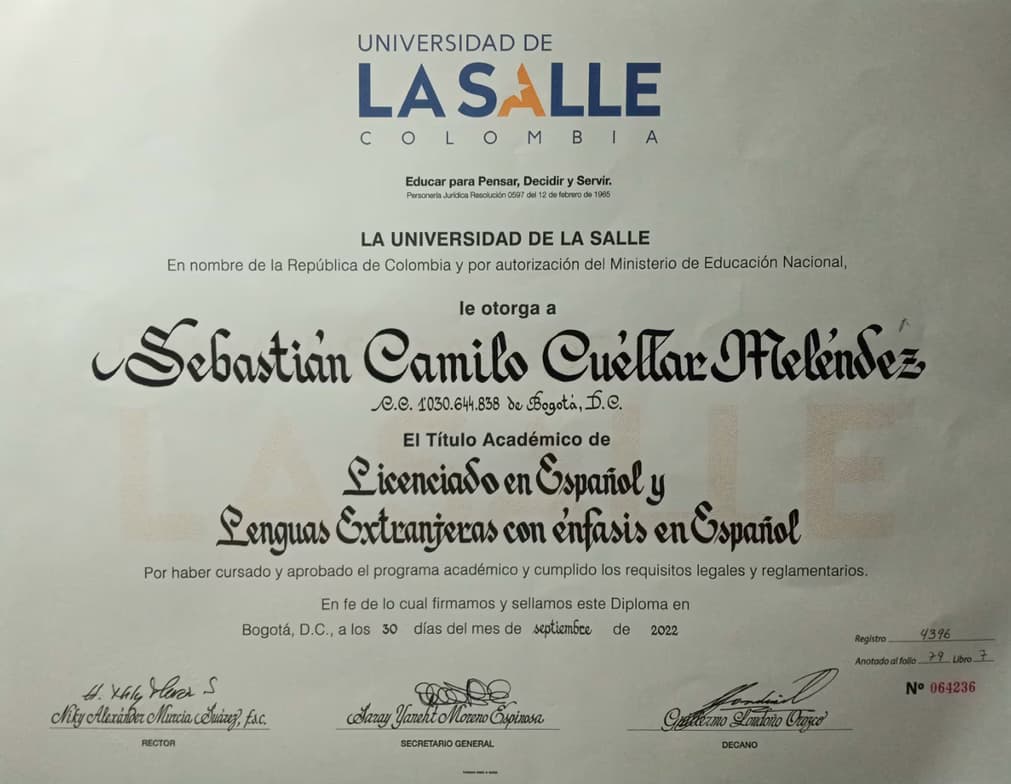 UNIVERSIDAD DE
LA SALLE
COLOMBIA
Educar para Pensar, Decidir y Servir.
Personería Jurídica Resolución 0597 del 12 de febrero de 1965
LA UNIVERSIDAD DE LA SALLE
En nombre de la República de Colombia y por autorización del Ministerio de Educación Nacional,
le otorga a
Sebastián Camilo Cuéllar Meléndez
C.C. 1'030.644.838 de Bogotá, D.C.
El Título Académico de
Licenciado en Español y
Lenguas Extranjeras con énfasis en Español
Por haber cursado y aprobado el programa académico y cumplido los requisitos legales y reglamentarios.
En fe de lo cual firmamos y sellamos este Diploma en
Bogotá, D.C., a los 30 días del mes de septiembre de 2022
Registro 4396
Anotado al folio 79 Libro 7
Nº 064236
Niky Alexánder Murcia Suárez, f.s.c.
RECTOR
Saray Yaneht Moreno Espinosa
SECRETARIO GENERAL
Guillermo Londoño Orozco
DECANO
LA SALLE